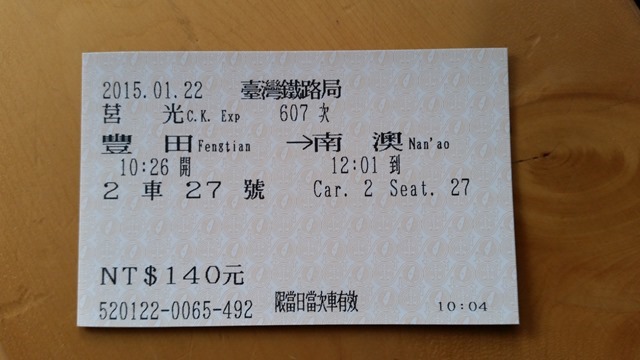 2015.01.22 臺灣鐵路局
莒 光 C.K. Exp 607 次
豐 田 Fengtian →南 澳 Nan'ao
10:26 開 12:01 到
2 車 27 號 Car. 2 Seat. 27
NT$140元
520122-0065-492 限當日當次車有效 10:04